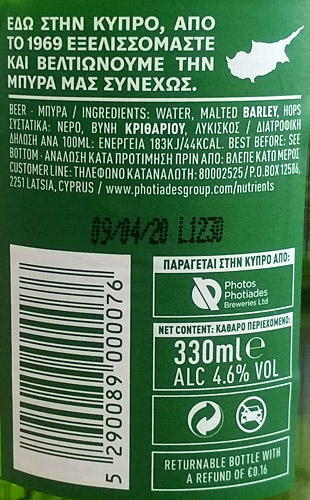 ΕΔΩ ΣΤΗΝ ΚΥΠΡΟ, ΑΠΟ
ΤΟ 1969 ΕΞΕΛΙΣΣΟΜΑΣΤΕ
ΚΑΙ ΒΕΛΤΙΩΝΟΥΜΕ ΤΗΝ
ΜΠΥΡΑ ΜΑΣ ΣΥΝΕΧΩΣ.
BEER · ΜΠΥΡΑ / INGREDIENTS: WATER, MALTED BARLEY, HOPS
ΣΥΣΤΑΤΙΚΑ: ΝΕΡΟ, ΒΥΝΗ ΚΡΙΘΑΡΙΟΥ, ΛΥΚΙΣΚΟΣ / ΔΙΑΤΡΟΦΙΚΗ
ΔΗΛΩΣΗ ΑΝΑ 100ML: ΕΝΕΡΓΕΙΑ 183KJ/44KCAL. BEST BEFORE: SEE
BOTTOM · ΑΝΑΛΩΣΗ ΚΑΤΑ ΠΡΟΤΙΜΗΣΗ ΠΡΙΝ ΑΠΟ: ΒΛΕΠΕ ΚΑΤΩ ΜΕΡΟΣ
CUSTOMER LINE: ΤΗΛΕΦΩΝΟ ΚΑΤΑΝΑΛΩΤΗ: 80002525 / P.O.BOX 12586,
2251 LATSIA, CYPRUS / www.photiadesgroup.com/nutrients
09/04/20 L1230
ΠΑΡΑΓΕΤΑΙ ΣΤΗΝ ΚΥΠΡΟ ΑΠΟ:
Photos
Photiades
Breweries Ltd
NET CONTENT: ΚΑΘΑΡΟ ΠΕΡΙΕΧΟΜΕΝΟ:
330ml e
ALC 4.6% VOL
RETURNABLE BOTTLE WITH
A REFUND OF €0.16
5 290089 000076